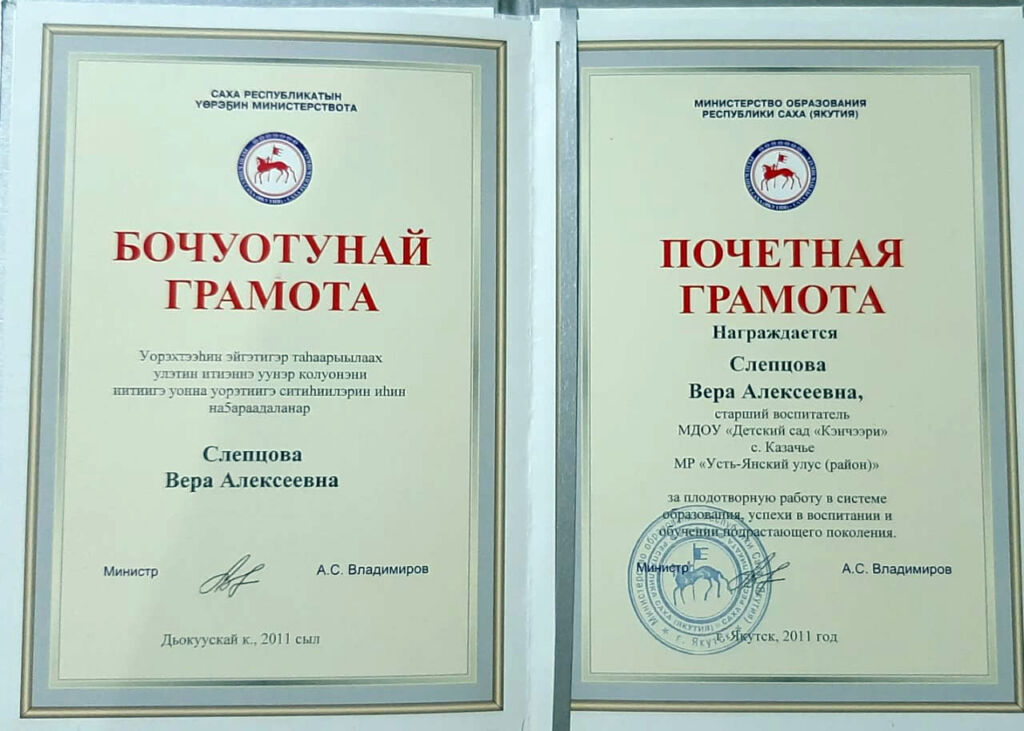 САХА РЕСПУБЛИКАТЫН
ҮӨРЭҔИН МИНИСТЕРСТВОТА
БОЧУОТУНАЙ
ГРАМОТА
Уорэхтээһин эйгэтигэр таһаарыылаах
улэтин итиэннэ уунэр колуонэни
иитиигэ уонна уорэтиигэ ситиһиилэрин иһин
на5араадаланар
Слепцова
Вера Алексеевна
Министр
А.С. Владимиров
Дьокуускай к., 2011 сыл
МИНИСТЕРСТВО ОБРАЗОВАНИЯ
РЕСПУБЛИКИ САХА (ЯКУТИЯ)
ПОЧЕТНАЯ
ГРАМОТА
Награждается
Слепцова
Вера Алексеевна,
старший воспитатель
МДОУ «Детский сад «Кэнчээри»
с. Казачье
МР «Усть-Янский улус (район)»
за плодотворную работу в системе
образования, успехи в воспитании и
обучении подрастающего поколения.
Министр
А.С. Владимиров
г. Якутск, 2011 год